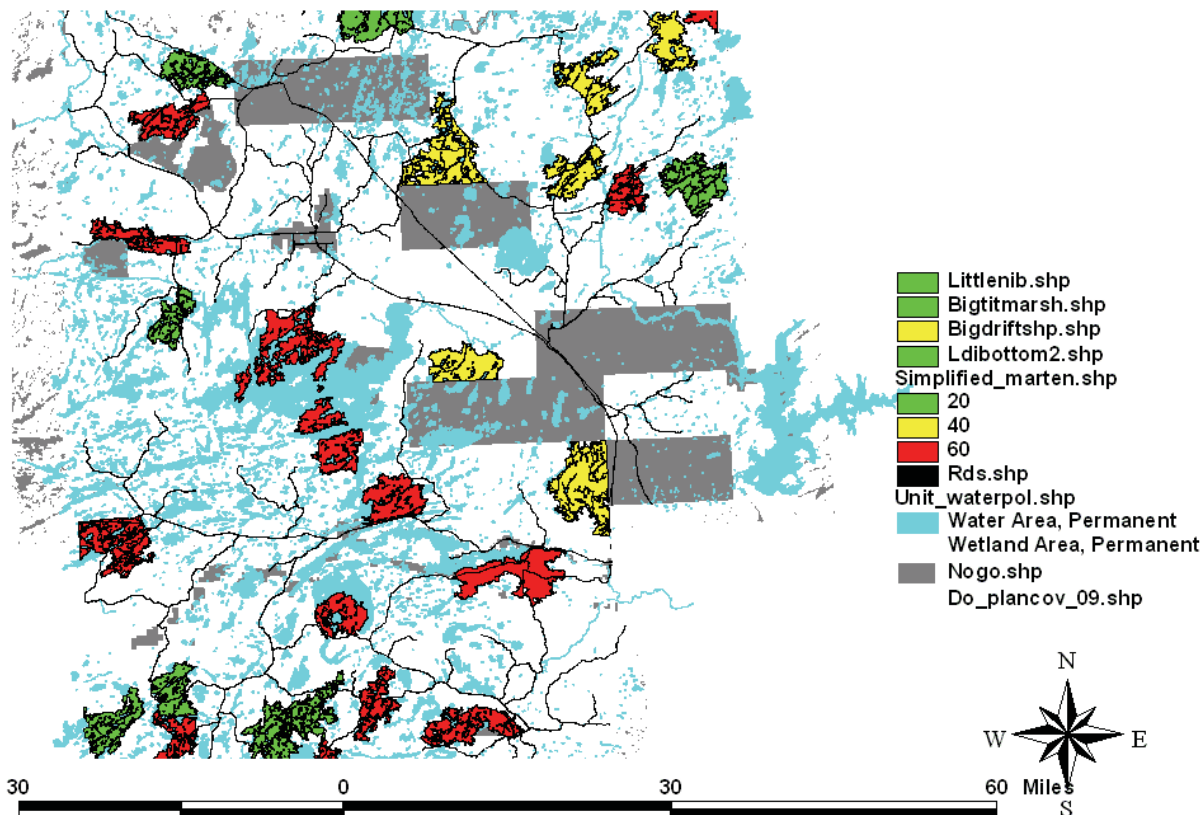 Littlenib.shp
Bigtitmarsh.shp
Bigdriftshp.shp
Ldibottom2.shp
Simplified_marten.shp
20
40
60
Rds.shp
Unit_waterpol.shp
Water Area, Permanent
Wetland Area, Permanent
Nogo.shp
Do_plancov_09.shp
N
W E
S
30 0 30 60 Miles